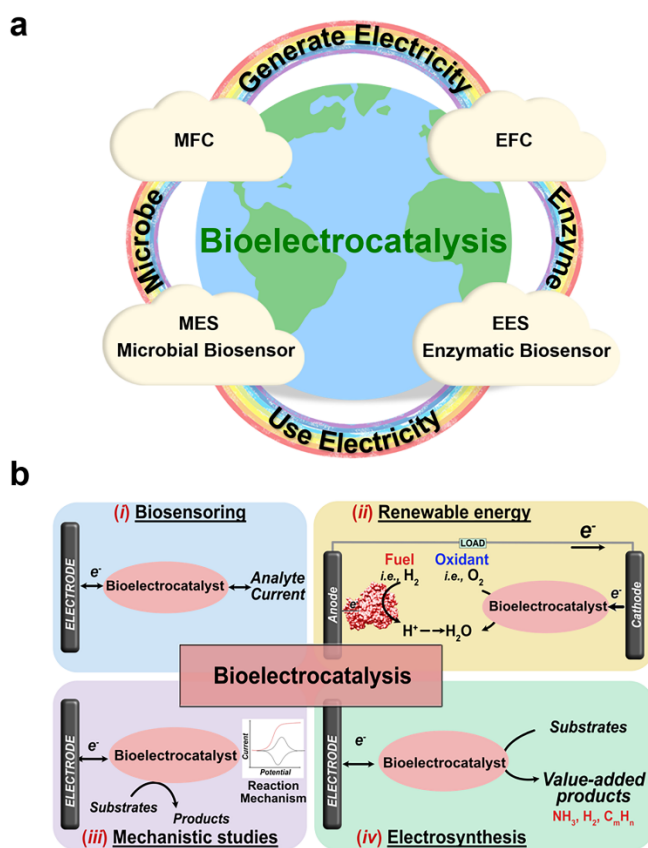 a
Generate Electricity
MFC
EFC
Microbe
Enzyme
Bioelectrocatalysis
MES
Microbial Biosensor
EES
Enzymatic Biosensor
Use Electricity
b
(i) Biosensoring
ELECTRODE
e-
Bioelectrocatalyst
Analyte
Current
(ii) Renewable energy
LOAD
e-
Fuel
i.e., H2
Oxidant
i.e., O2
Anode
e-
Bioelectrocatalyst
e-
Cathode
H+
H2O
Bioelectrocatalysis
ELECTRODE
e-
Bioelectrocatalyst
Current
Potential
Reaction
Mechanism
Substrates
Products
(iii) Mechanistic studies
ELECTRODE
e-
Bioelectrocatalyst
Substrates
Value-added
products
NH3, H2, CmHn
(iv) Electrosynthesis